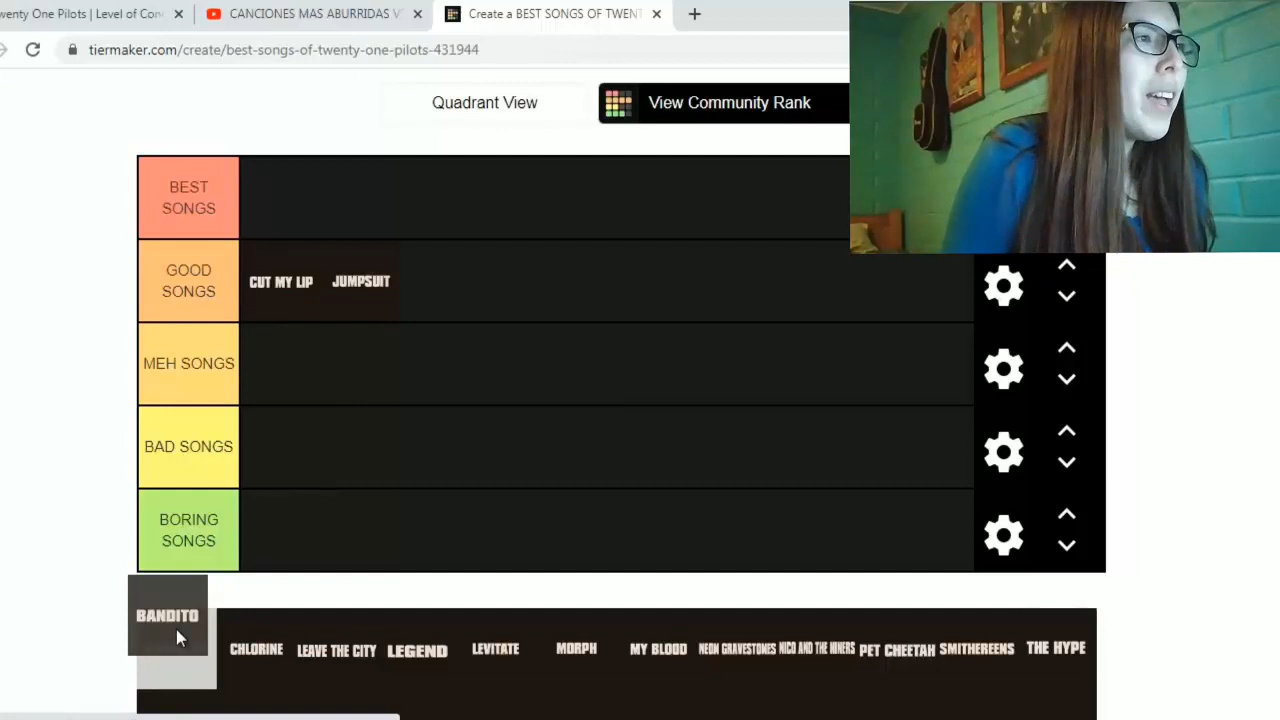 wenty One Pilots | Level of Con
CANCIONES MAS ABURRIDAS V
Create a BEST SONGS OF TWENT
tiermaker.com/create/best-songs-of-twenty-one-pilots-431944
Quadrant View
View Community Rank
BEST
SONGS
GOOD
SONGS
CUT MY LIP
JUMPSUIT
MEH SONGS
BAD SONGS
BORING
SONGS
BANDITO
CHLORINE
LEAVE THE CITY
LEGEND
LEVITATE
MORPH
MY BLOOD
NEON GRAVESTONES
NICO AND THE NINERS
PET CHEETAH
SMITHEREENS
THE HYPE